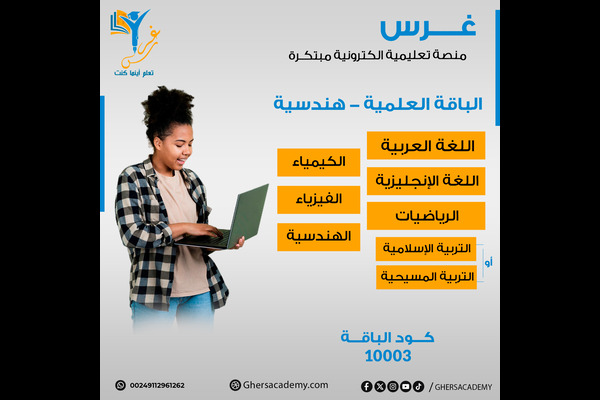 غرس
منصة تعليمية الكترونية مبتكرة
غرس
تعلم أينما كنت
الباقة العلمية - هندسية
اللغة العربية
اللغة الإنجليزية
الرياضيات
التربية الإسلامية
أو
التربية المسيحية
الكيمياء
الفيزياء
الهندسية
كود الباقة
10003
00249112961262
Ghersacademy.com
/GHERSACADEMY